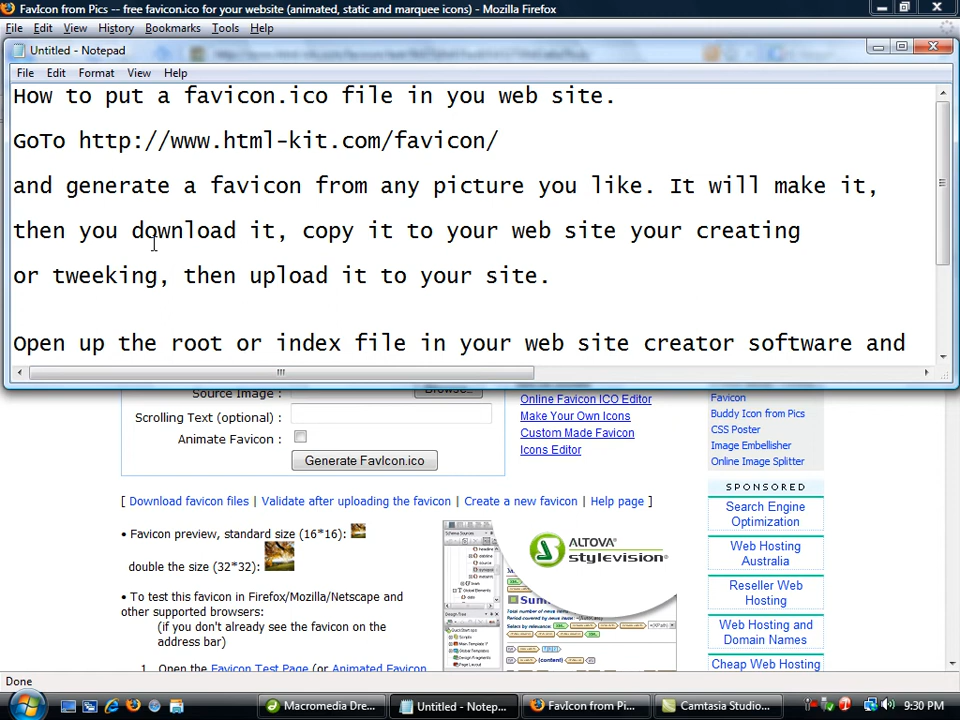 FavIcon from Pics -- free favicon.ico for your website (animated, static and marquee icons) - Mozilla Firefox
File Edit View History Bookmarks Tools Help
Untitled - Notepad
File Edit Format View Help
How to put a favicon.ico file in you web site.
GoTo http://www.html-kit.com/favicon/
and generate a favicon from any picture you like. It will make it,
then you download it, copy it to your web site your creating
or tweeking, then upload it to your site.
Open up the root or index file in your web site creator software and
Source Image : Browse..
Scrolling Text (optional) :
Animate Favicon :
Generate FavIcon.ico
Online Favicon ICO Editor
Make Your Own Icons
Custom Made Favicon
Icons Editor
Favicon
Buddy Icon from Pics
CSS Poster
Image Embellisher
Online Image Splitter
SPONSORED
Search Engine
Optimization
Web Hosting
Australia
Reseller Web
Hosting
Web Hosting and
Domain Names
Cheap Web Hosting
[ Download favicon files | Validate after uploading the favicon | Create a new favicon | Help page ]
• Favicon preview, standard size (16*16):
double the size (32*32):
• To test this favicon in Firefox/Mozilla/Netscape and
other supported browsers:
(if you don't already see the favicon on the
address bar)
1. Open the Favicon Test Page (or Animated Favicon
ALTOVA®
stylevision®
Done
Macromedia Dre...
Untitled - Notep...
FavIcon from Pi...
Camtasia Studio...
9:30 PM